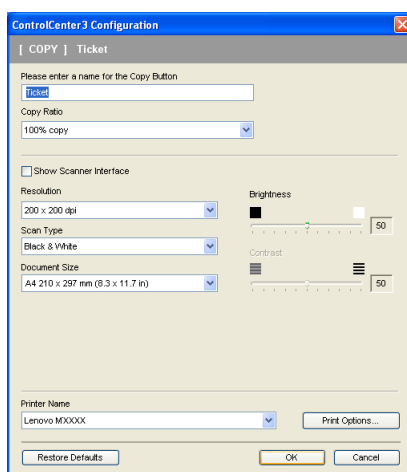 ControlCenter3 Configuration
[ COPY ] Ticket
Please enter a name for the Copy Button
Ticket
Copy Ratio
100% copy
Show Scanner Interface
Resolution
200 x 200 dpi
Brightness
50
Scan Type
Black & White
Contrast
50
Document Size
A4 210 x 297 mm (8.3 x 11.7 in)
Printer Name
Lenovo MXXXX
Print Options...
Restore Defaults
OK
Cancel